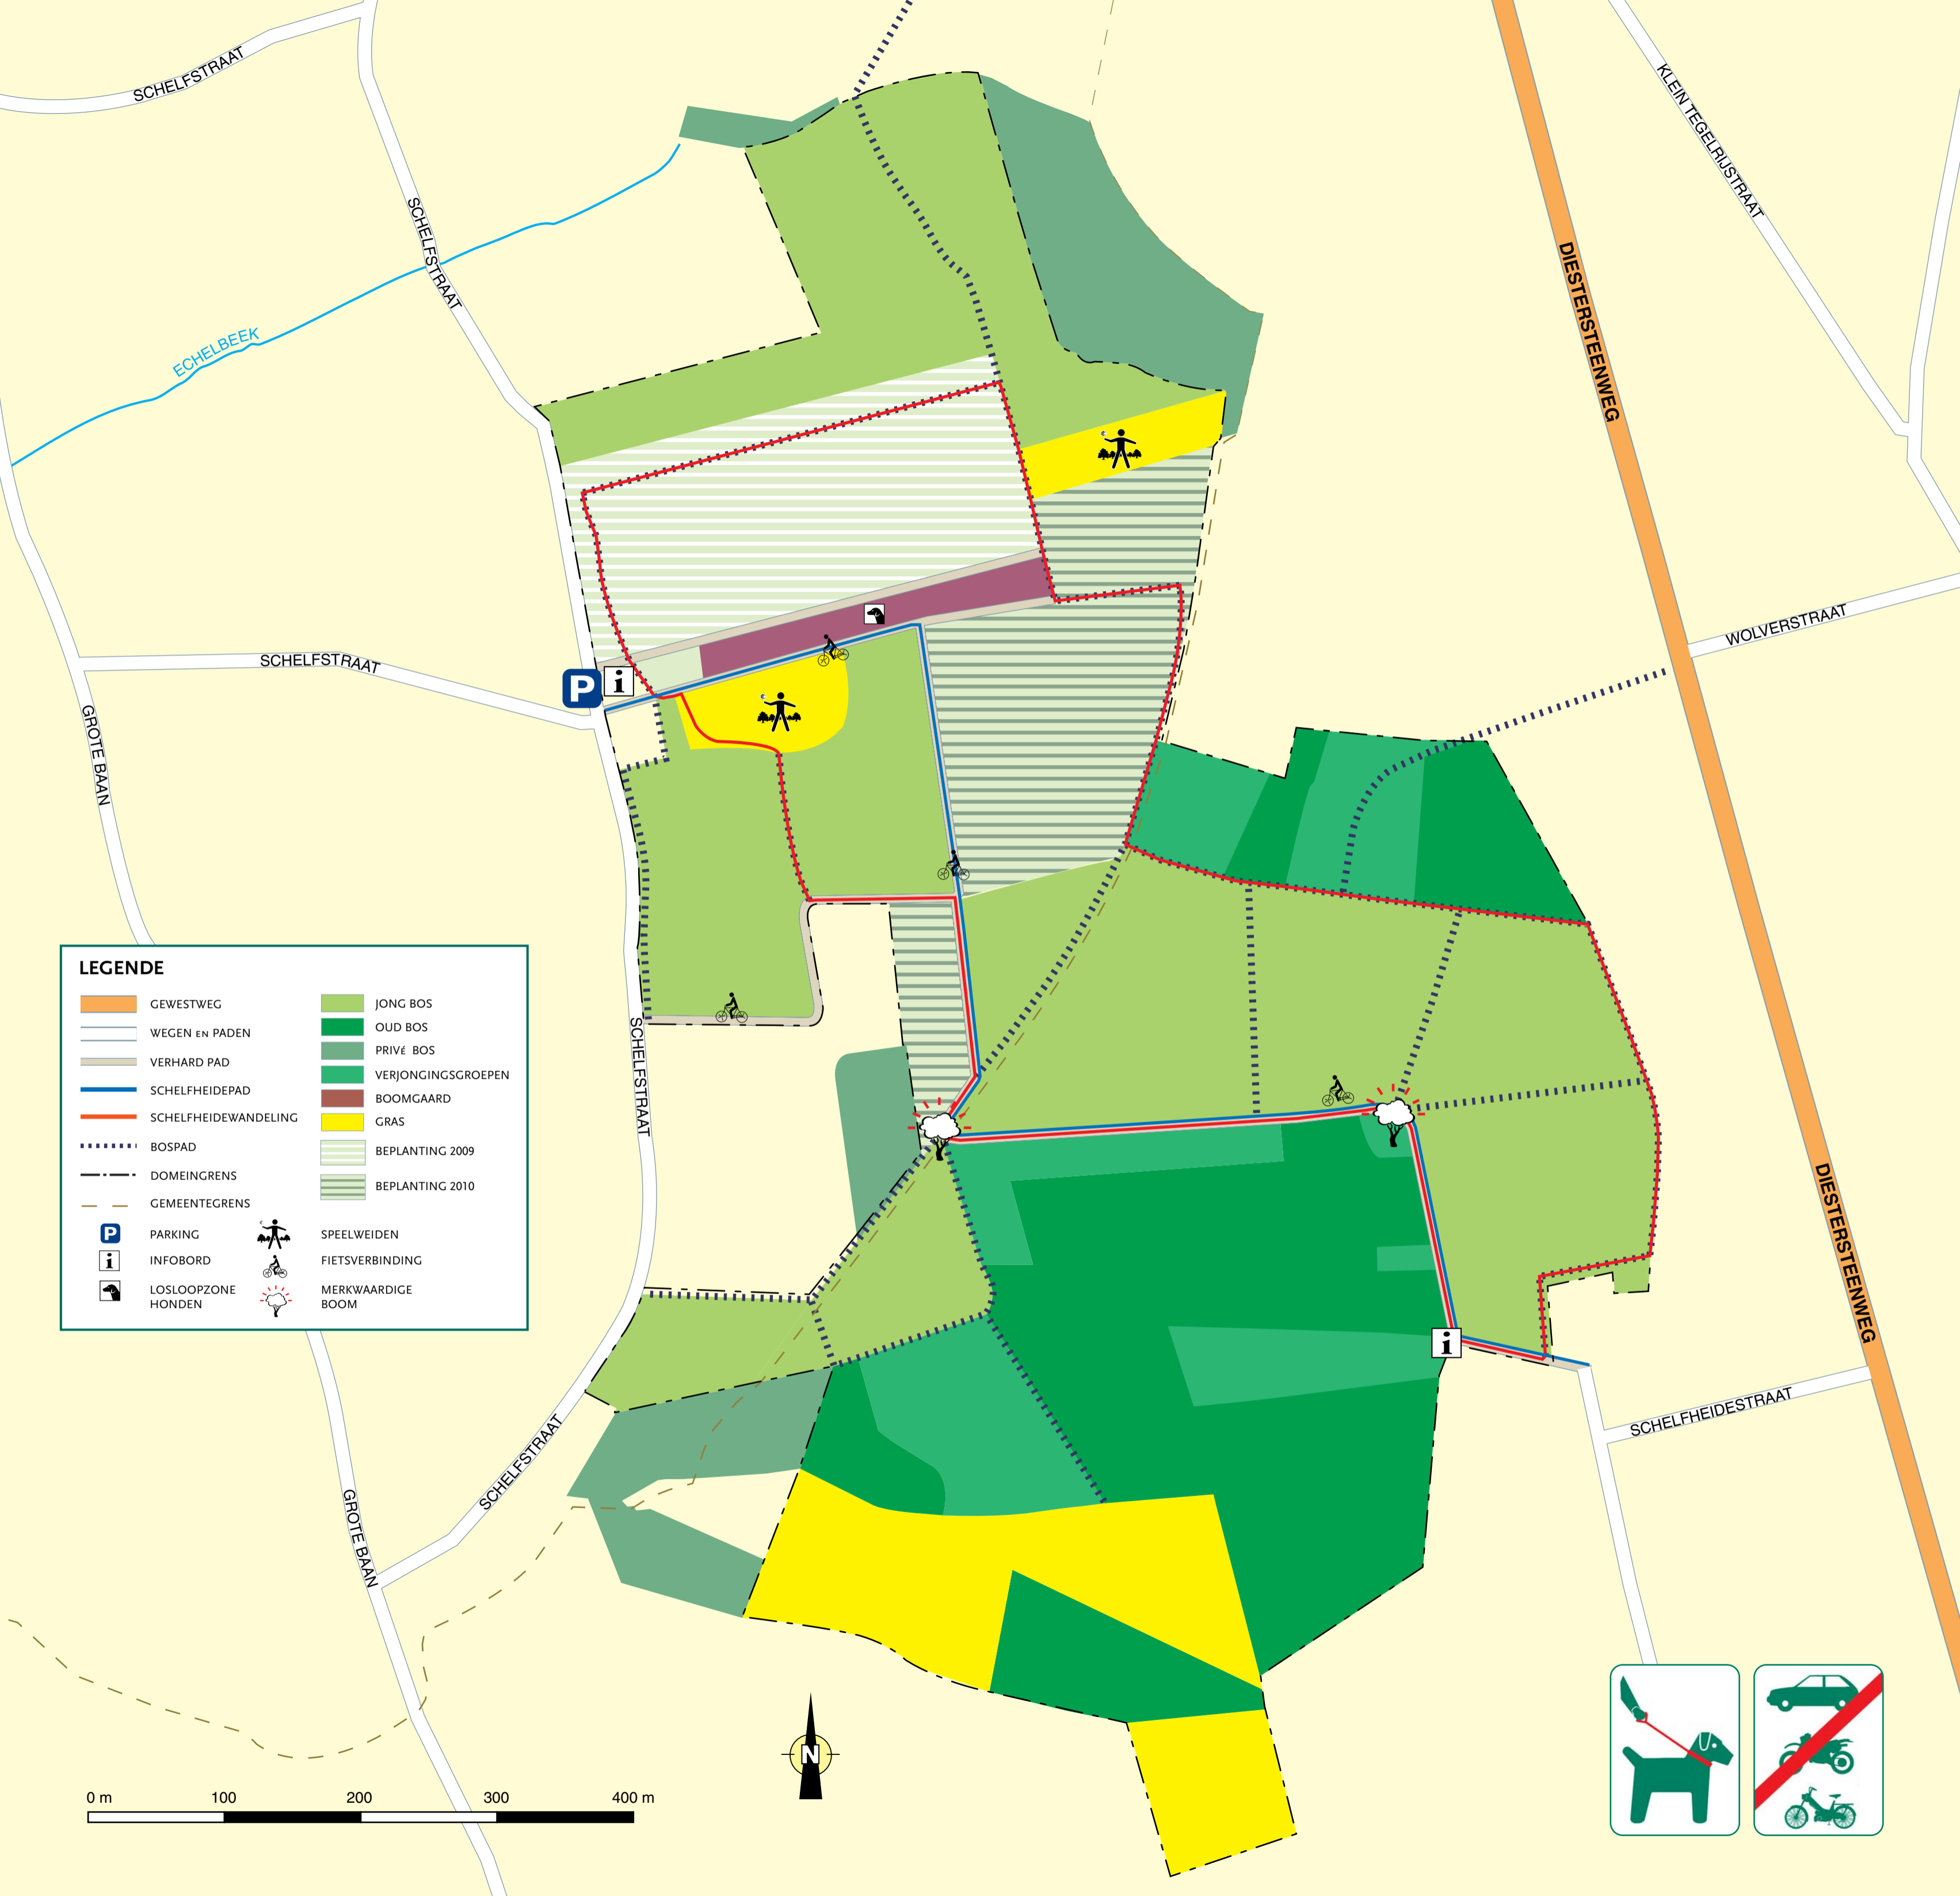 SCHELFSTRAAT
KLEIN TEGELRIJSTRAAT
SCHELFSTRAAT
DIESTERSTEENWEG
ECHELBEEK
WOLVERSTRAAT
SCHELFSTRAAT
P
i
GROTE BAAN
LEGENDE
GEWESTWEG
WEGEN EN PADEN
VERHARD PAD
SCHELFHEIDEPAD
SCHELFHEIDEWANDELING
BOSPAD
DOMEINGRENS
GEMEENTEGRENS
P PARKING
i INFOBORD
LOSLOOPZONE
HONDEN
JONG BOS
OUD BOS
PRIVé BOS
VERJONGINGSGROEPEN
BOOMGAARD
GRAS
BEPLANTING 2009
BEPLANTING 2010
SPEELWEIDEN
FIETSVERBINDING
MERKWAARDIGE
BOOM
SCHELFSTRAAT
DIESTERSTEENWEG
i
SCHELFHEIDESTRAAT
SCHELFSTRAAT
GROTE BAAN
N
0 m 100 200 300 400 m